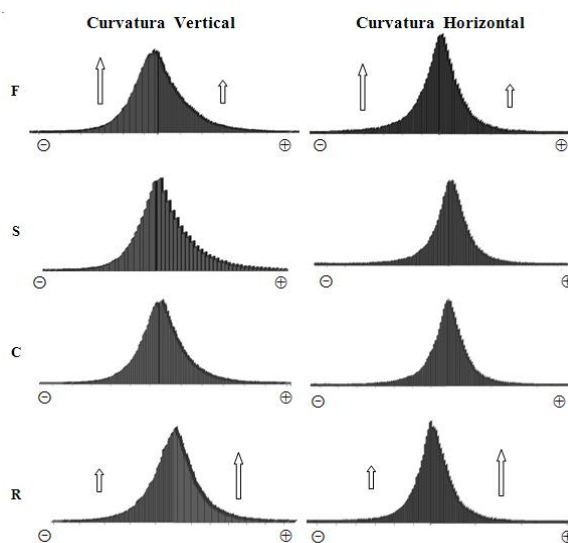 Curvatura Vertical Curvatura Horizontal
F
⊖ ⊕ ⊖ ⊕
S
⊖ ⊕ ⊖ ⊕
C
⊖ ⊕ ⊖ ⊕
R
⊖ ⊕ ⊖ ⊕